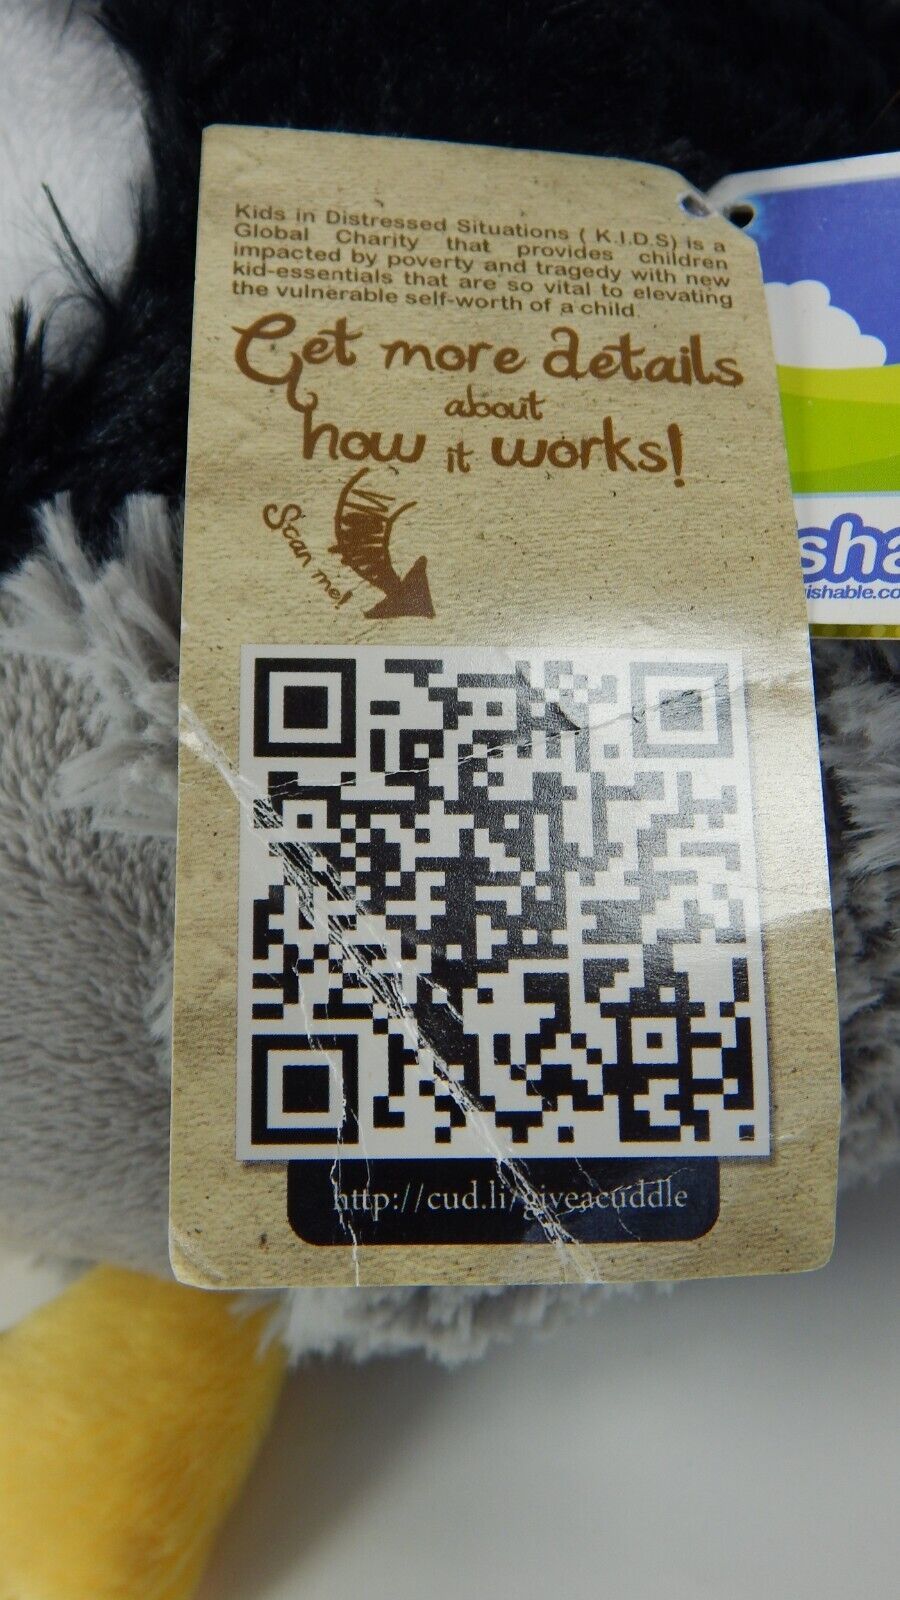 Kids in Distressed Situations ( K.I.D.S) is a
Global Charity that provides children
impacted by poverty and tragedy with new
kid-essentials that are so vital to elevating
the vulnerable self-worth of a child.
Get more details
about
how it works!
Scan me!
sha
ishable.co
http://cud.li/giveacuddle